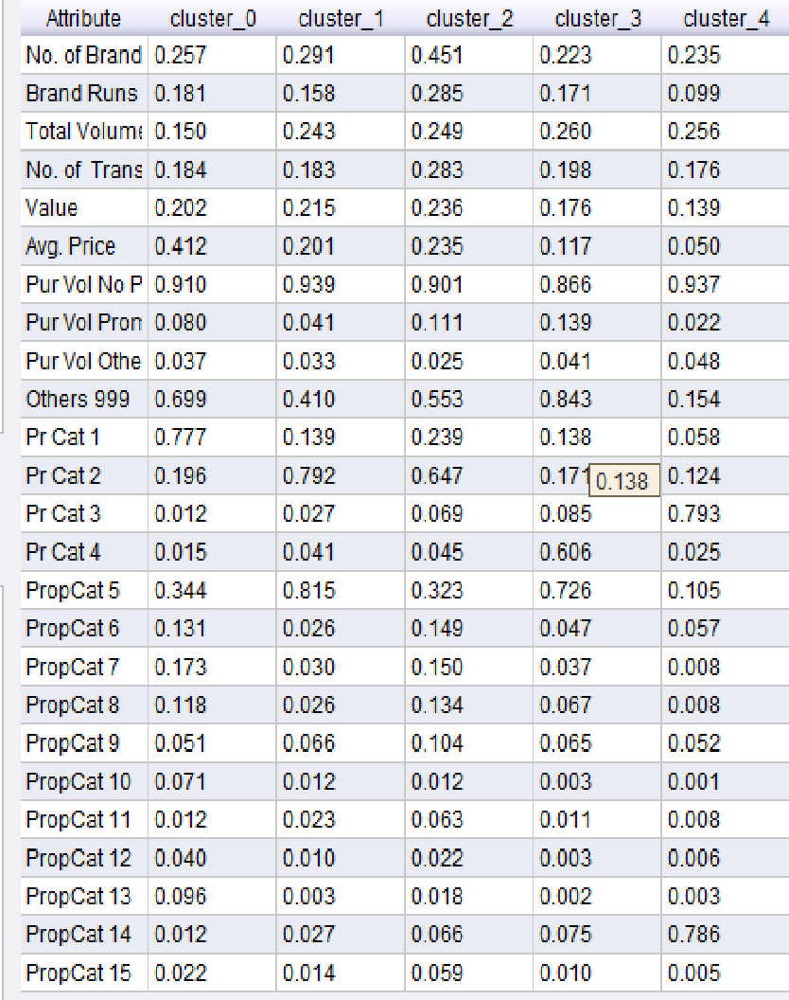 Attribute cluster_0 cluster_1 cluster_2 cluster_3 cluster_4
No. of Brand 0.257 0.291 0.451 0.223 0.235
Brand Runs 0.181 0.158 0.285 0.171 0.099
Total Volume 0.150 0.243 0.249 0.260 0.256
No. of Trans 0.184 0.183 0.283 0.198 0.176
Value 0.202 0.215 0.236 0.176 0.139
Avg. Price 0.412 0.201 0.235 0.117 0.050
Pur Vol No P 0.910 0.939 0.901 0.866 0.937
Pur Vol Prom 0.080 0.041 0.111 0.139 0.022
Pur Vol Othe 0.037 0.033 0.025 0.041 0.048
Others 999 0.699 0.410 0.553 0.843 0.154
Pr Cat 1 0.777 0.139 0.239 0.138 0.058
Pr Cat 2 0.196 0.792 0.647 0.171 0.138 0.124
Pr Cat 3 0.012 0.027 0.069 0.085 0.793
Pr Cat 4 0.015 0.041 0.045 0.606 0.025
PropCat 5 0.344 0.815 0.323 0.726 0.105
PropCat 6 0.131 0.026 0.149 0.047 0.057
PropCat 7 0.173 0.030 0.150 0.037 0.008
PropCat 8 0.118 0.026 0.134 0.067 0.008
PropCat 9 0.051 0.066 0.104 0.065 0.052
PropCat 10 0.071 0.012 0.012 0.003 0.001
PropCat 11 0.012 0.023 0.063 0.011 0.008
PropCat 12 0.040 0.010 0.022 0.003 0.006
PropCat 13 0.096 0.003 0.018 0.002 0.003
PropCat 14 0.012 0.027 0.066 0.075 0.786
PropCat 15 0.022 0.014 0.059 0.010 0.005